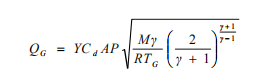 Q_G = YC_d AP√(Mγ/RT_G (2/γ + 1)^(γ+1/γ−1))